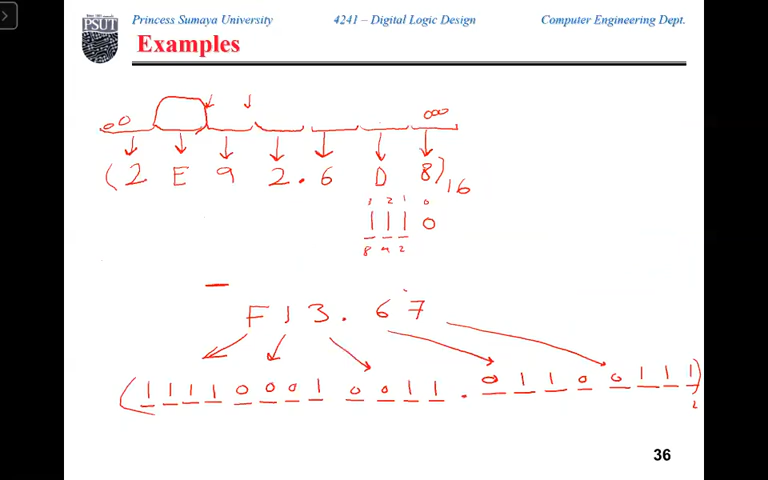 PSUT
Princess Sumaya University 4241 – Digital Logic Design Computer Engineering Dept.
Examples
00 000
(2 E 9 2 . 6 D 8)16
3 2 1 0
1 1 1 0
8 4 2
F 1 3 . 6 7
(1 1 1 1 0 0 0 1 0 0 1 1 . 0 1 1 0 0 1 1 1)2
36